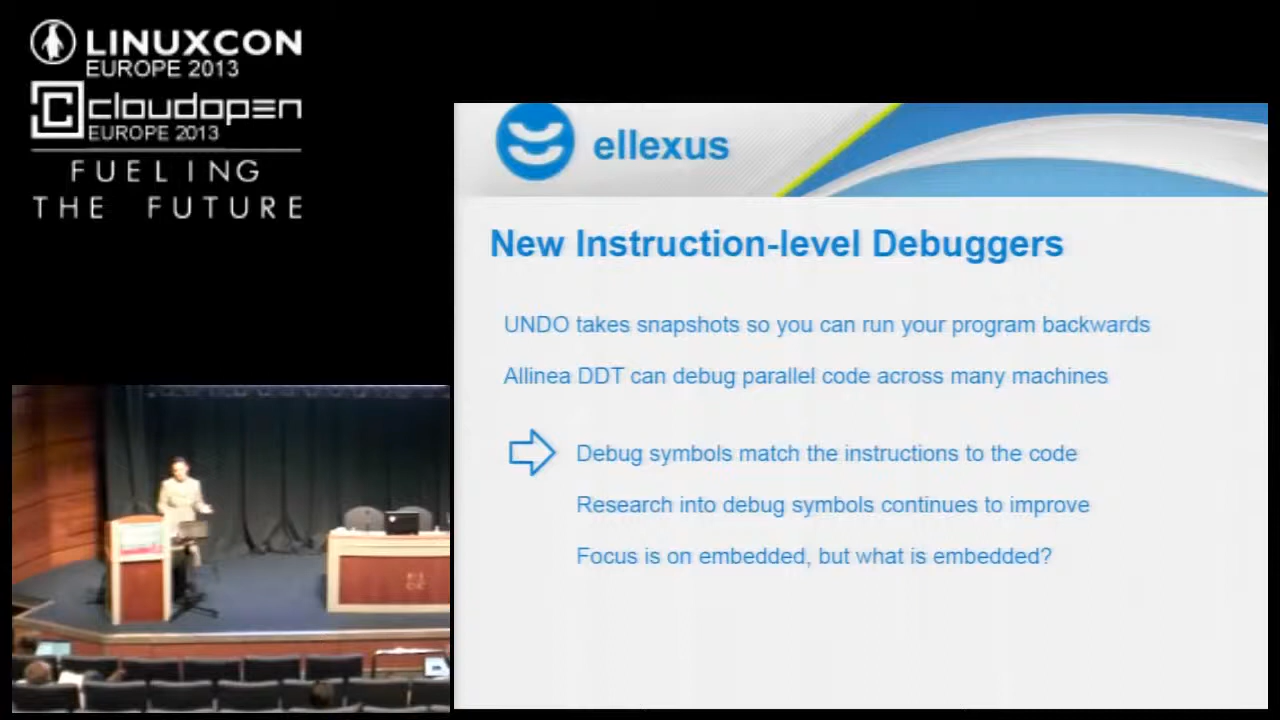 LINUXCON
EUROPE 2013
cloudopen
EUROPE 2013
FUELING
THE FUTURE
ellexus
New Instruction-level Debuggers
UNDO takes snapshots so you can run your program backwards
Allinea DDT can debug parallel code across many machines
Debug symbols match the instructions to the code
Research into debug symbols continues to improve
Focus is on embedded, but what is embedded?